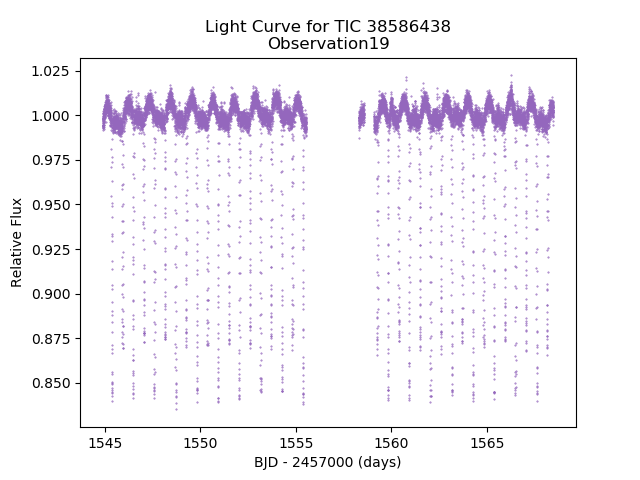 Light Curve for TIC 38586438
Observation19
1.025
1.000
0.975
0.950
0.925
0.900
0.875
0.850
Relative Flux
1545 1550 1555 1560 1565
BJD - 2457000 (days)